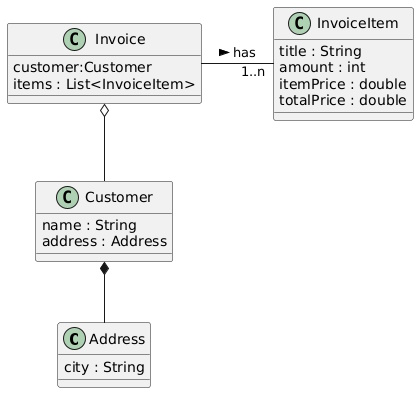 C Invoice
customer:Customer
items : List<InvoiceItem>
has
1..n
C InvoiceItem
title : String
amount : int
itemPrice : double
totalPrice : double
C Customer
name : String
address : Address
C Address
city : String